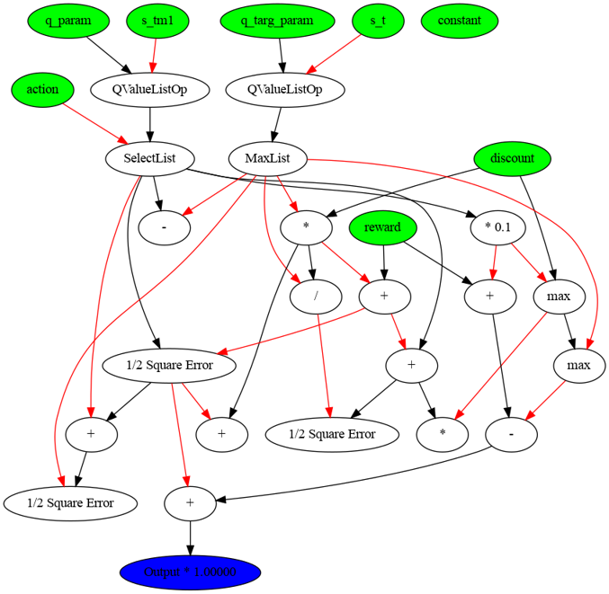 q_param s_tm1 q_targ_param s_t constant
action QValueListOp QValueListOp
SelectList MaxList discount
- * reward * 0.1
/ + + max
1/2 Square Error + max
+ + 1/2 Square Error * -
1/2 Square Error +
Output * 1.00000